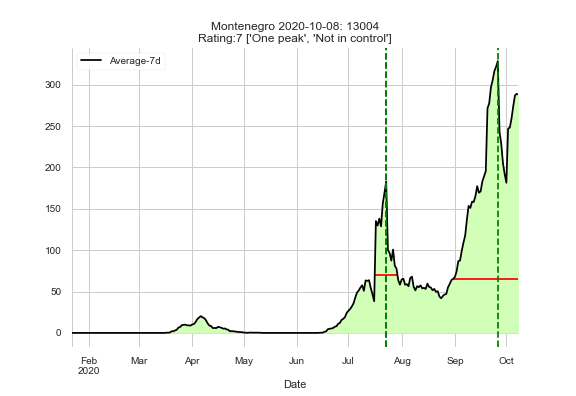 Montenegro 2020-10-08: 13004
Rating:7 ['One peak', 'Not in control']
Average-7d
300
250
200
150
100
50
0
Feb Mar Apr May Jun Jul Aug Sep Oct
2020
Date